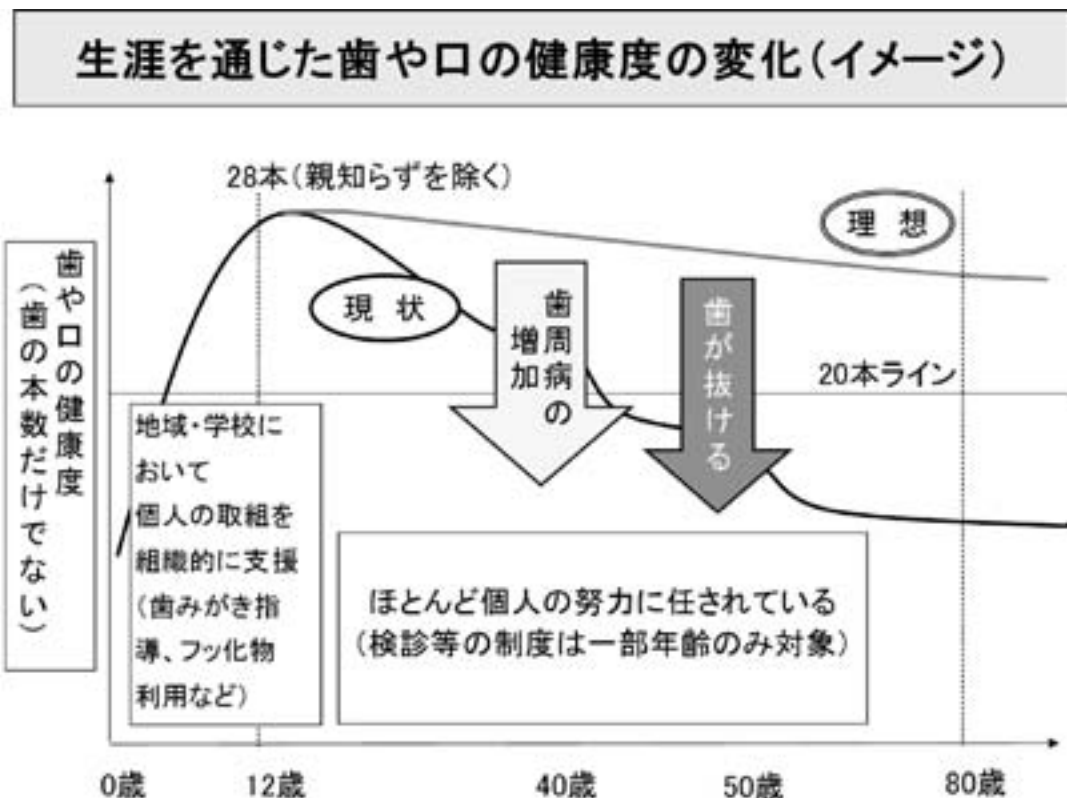 生涯を通じた歯や口の健康度の変化(イメージ)
28本(親知らずを除く)
理 想
現 状
歯や口の健康度
(歯の本数だけでない)
歯周病の
増加
歯が抜ける
20本ライン
地域・学校に
おいて
個人の取組を
組織的に支援
(歯みがき指
導、フッ化物
利用など)
ほとんど個人の努力に任されている
(検診等の制度は一部年齢のみ対象)
0歳
12歳
40歳
50歳
80歳